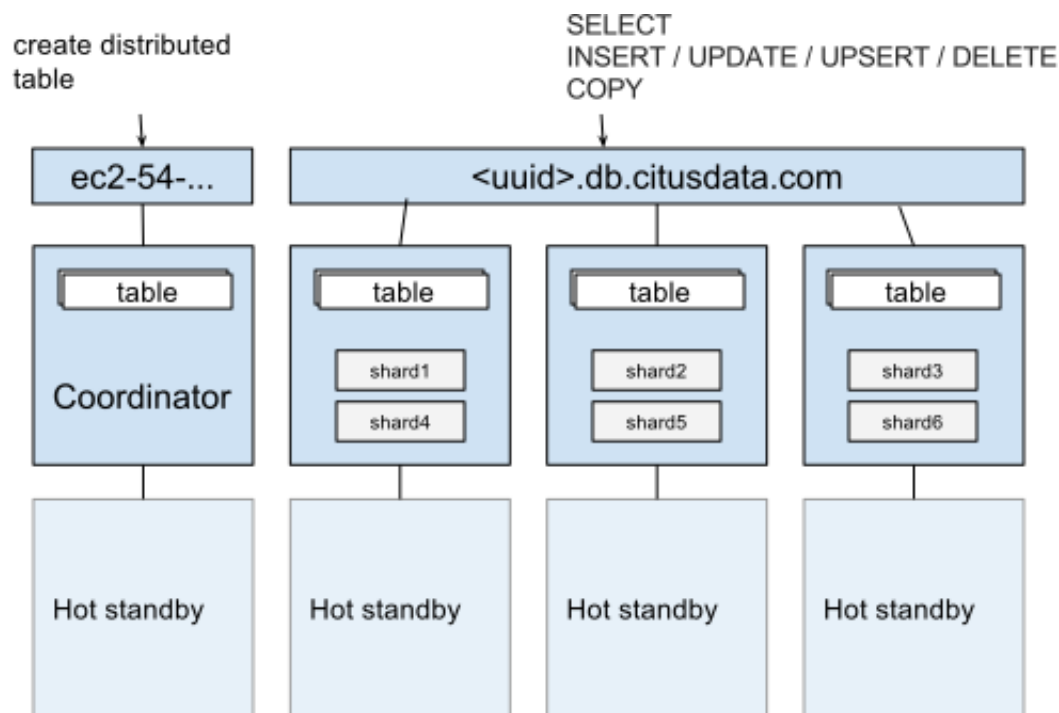 create distributed
table
SELECT
INSERT / UPDATE / UPSERT / DELETE
COPY
ec2-54-...
<uuid>.db.citusdata.com
table
table
table
table
Coordinator
shard1
shard2
shard3
shard4
shard5
shard6
Hot standby
Hot standby
Hot standby
Hot standby